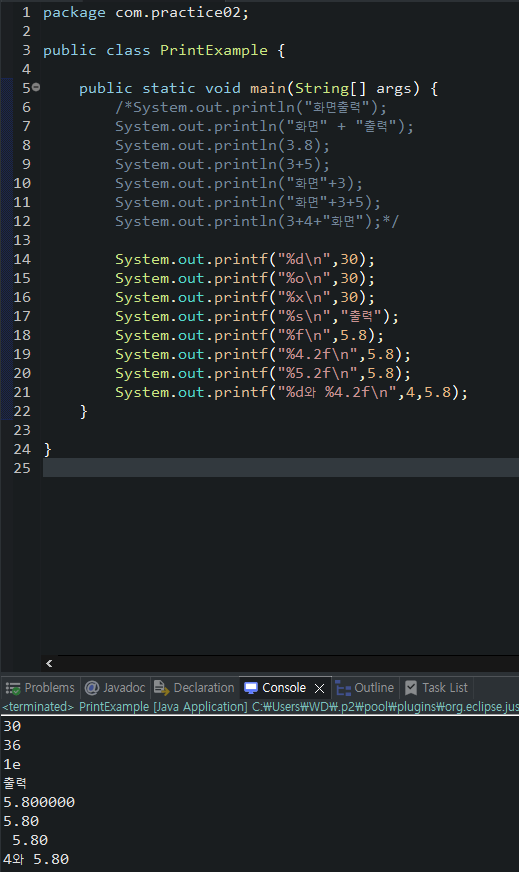 1 package com.practice02;
2
3 public class PrintExample {
4
5     public static void main(String[] args) {
6         /*System.out.println("화면출력");
7         System.out.println("화면" + "출력");
8         System.out.println(3.8);
9         System.out.println(3+5);
10         System.out.println("화면"+3);
11         System.out.println("화면"+3+5);
12         System.out.println(3+4+"화면");*/
13
14         System.out.printf("%d\n",30);
15         System.out.printf("%o\n",30);
16         System.out.printf("%x\n",30);
17         System.out.printf("%s\n","출력");
18         System.out.printf("%f\n",5.8);
19         System.out.printf("%4.2f\n",5.8);
20         System.out.printf("%5.2f\n",5.8);
21         System.out.printf("%d와 %4.2f\n",4,5.8);
22     }
23
24 }
25
Problems @ Javadoc Declaration Console Outline Task List
<terminated> PrintExample [Java Application] C:₩Users₩WD₩.p2₩pool₩plugins₩org.eclipse.jus
30
36
1e
출력
5.800000
5.80
 5.80
4와 5.80